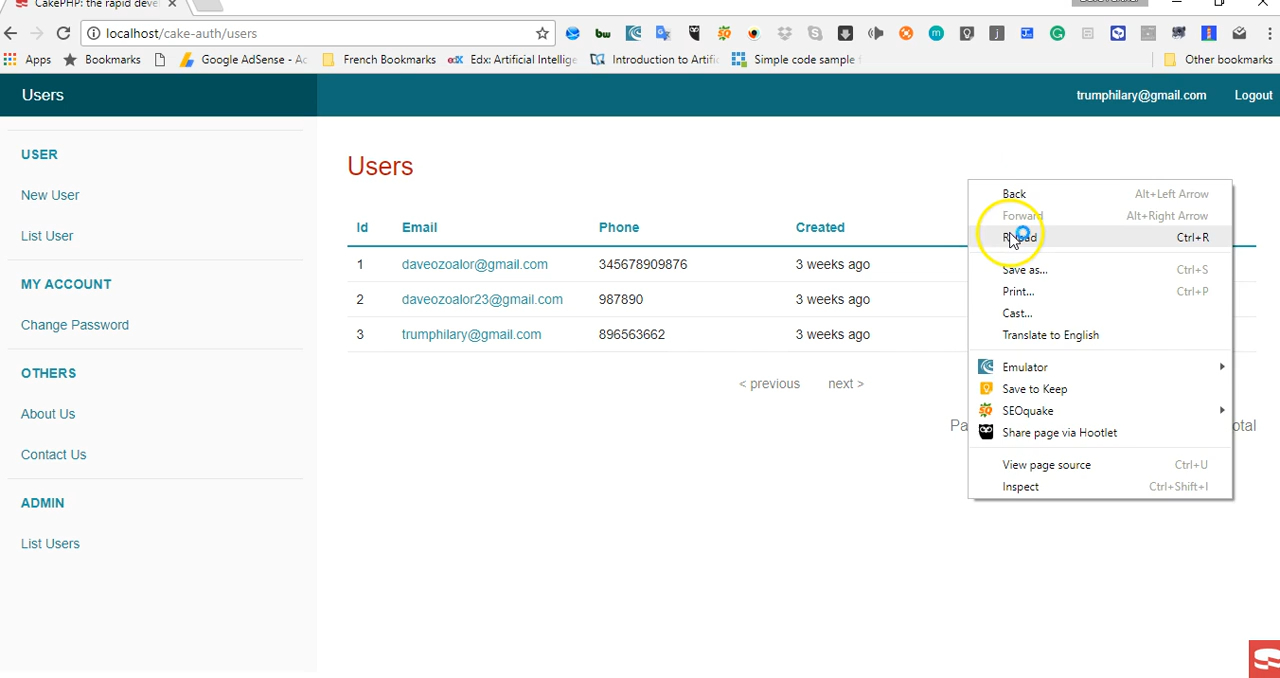 CakePHP: the rapid devel
localhost/cake-auth/users
Apps Bookmarks Google AdSense - Ac French Bookmarks Edx: Artificial Intellige Introduction to Artifi Simple code sample f Other bookmarks
Users
trumphilary@gmail.com Logout
USER
New User
List User
MY ACCOUNT
Change Password
OTHERS
About Us
Contact Us
ADMIN
List Users
Users
Id Email Phone Created
1 daveozoalor@gmail.com 345678909876 3 weeks ago
2 daveozoalor23@gmail.com 987890 3 weeks ago
3 trumphilary@gmail.com 896563662 3 weeks ago
< previous next >
Pa otal
Back Alt+Left Arrow
Forward Alt+Right Arrow
Reload Ctrl+R
Save as... Ctrl+S
Print... Ctrl+P
Cast...
Translate to English
Emulator
Save to Keep
SEOquake
Share page via Hootlet
View page source Ctrl+U
Inspect Ctrl+Shift+I